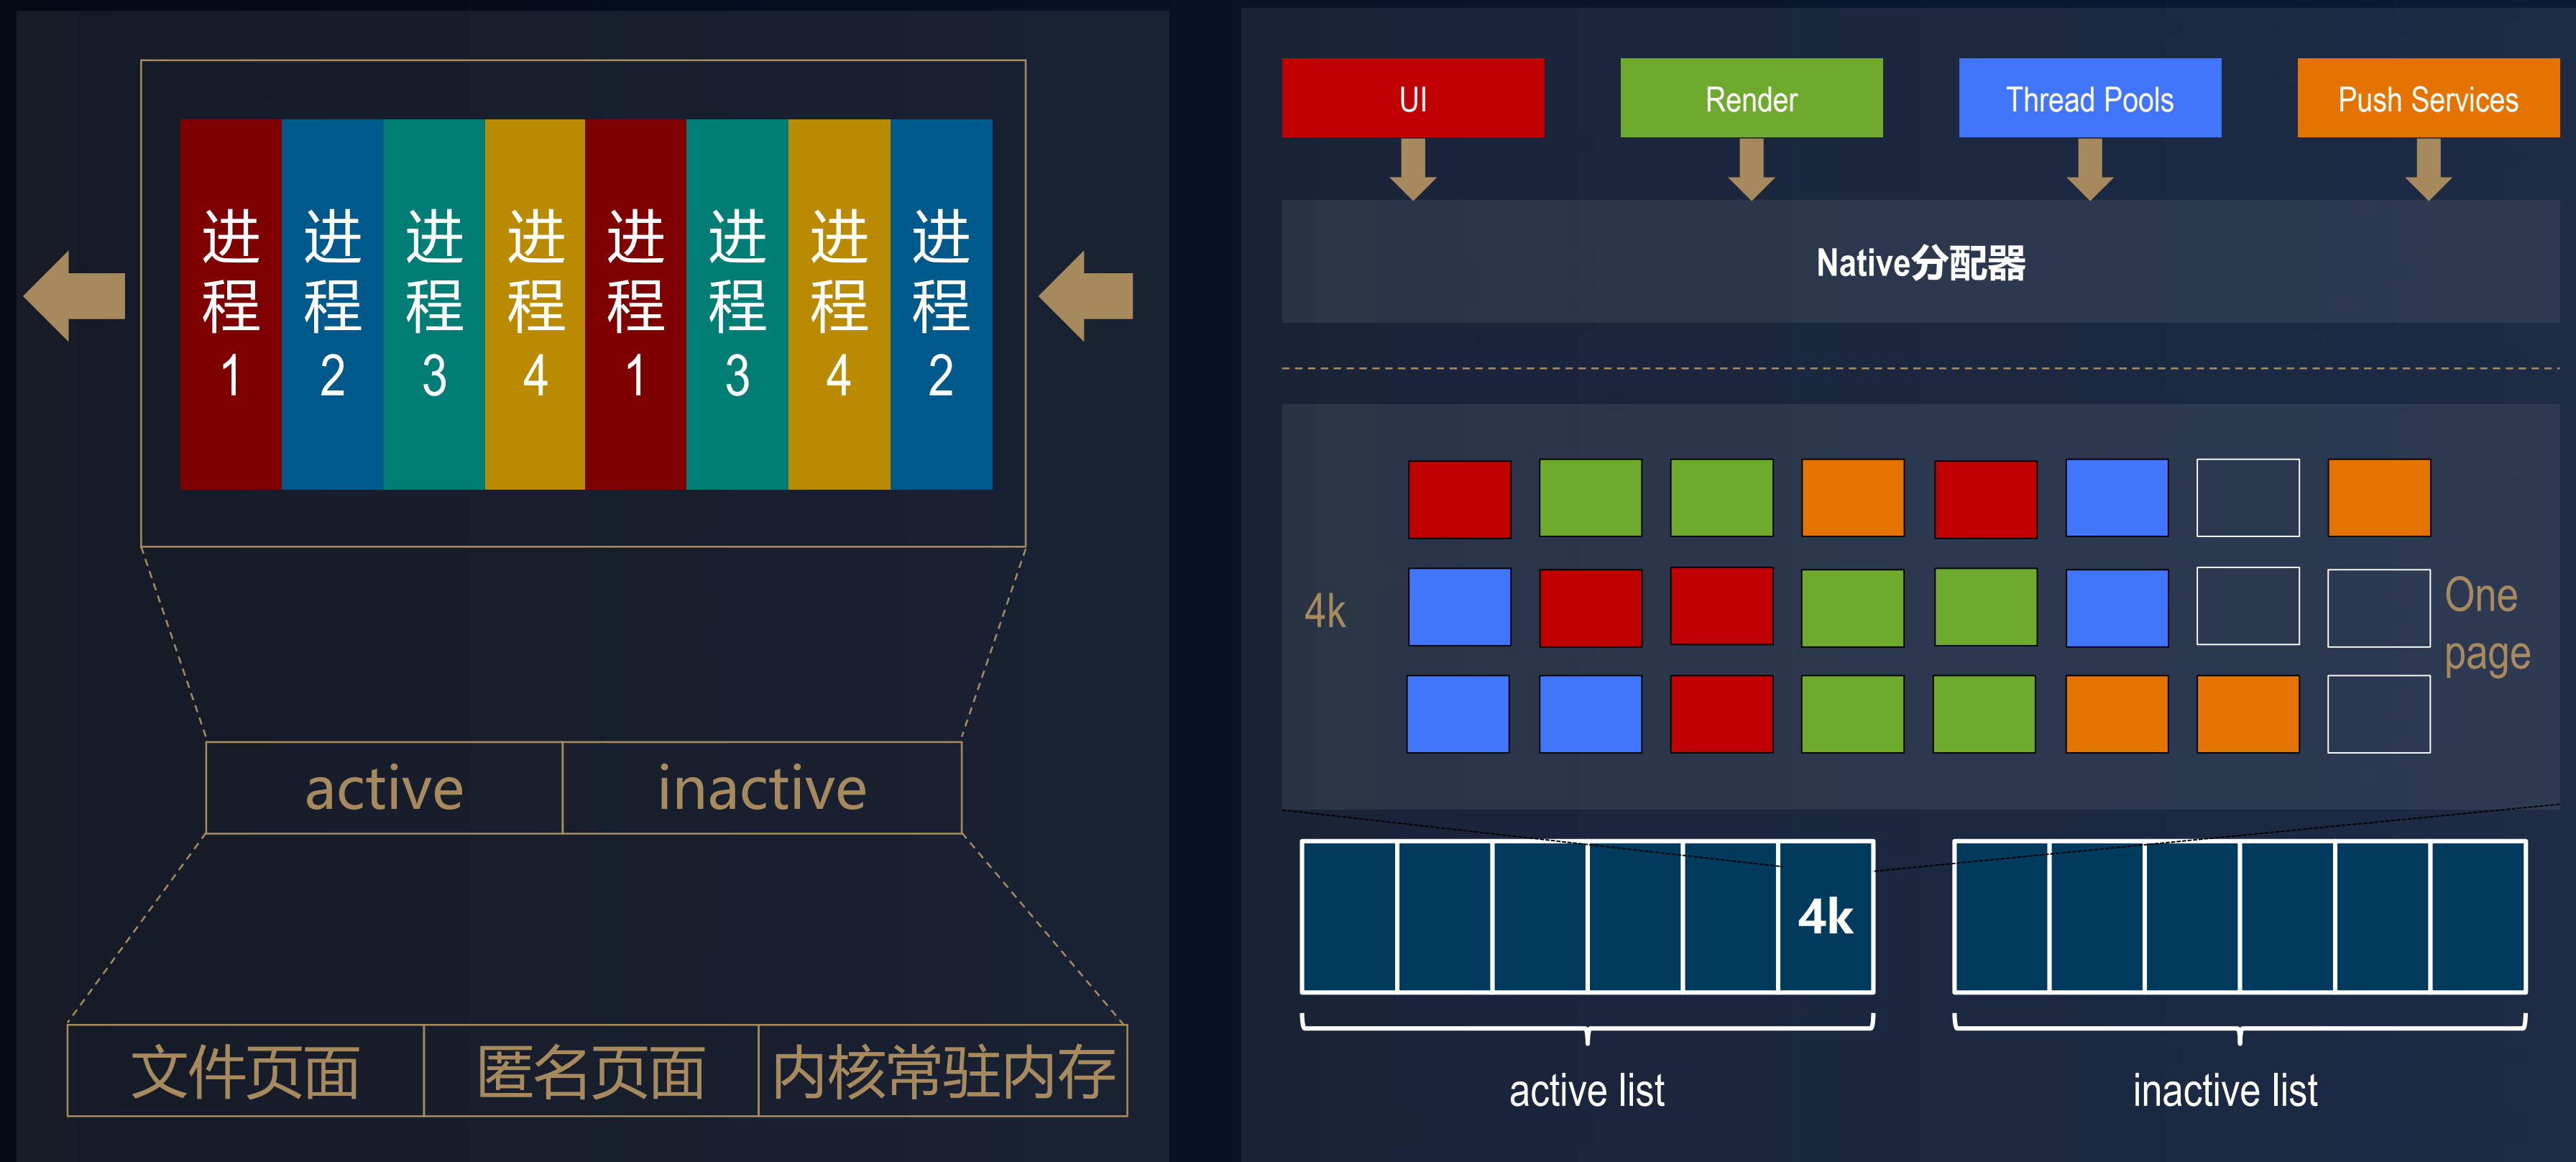 进程1
进程2
进程3
进程4
进程1
进程3
进程4
进程2
active
inactive
文件页面
匿名页面
内核常驻内存
UI
Render
Thread Pools
Push Services
Native分配器
4k
One
page
4k
active list
inactive list